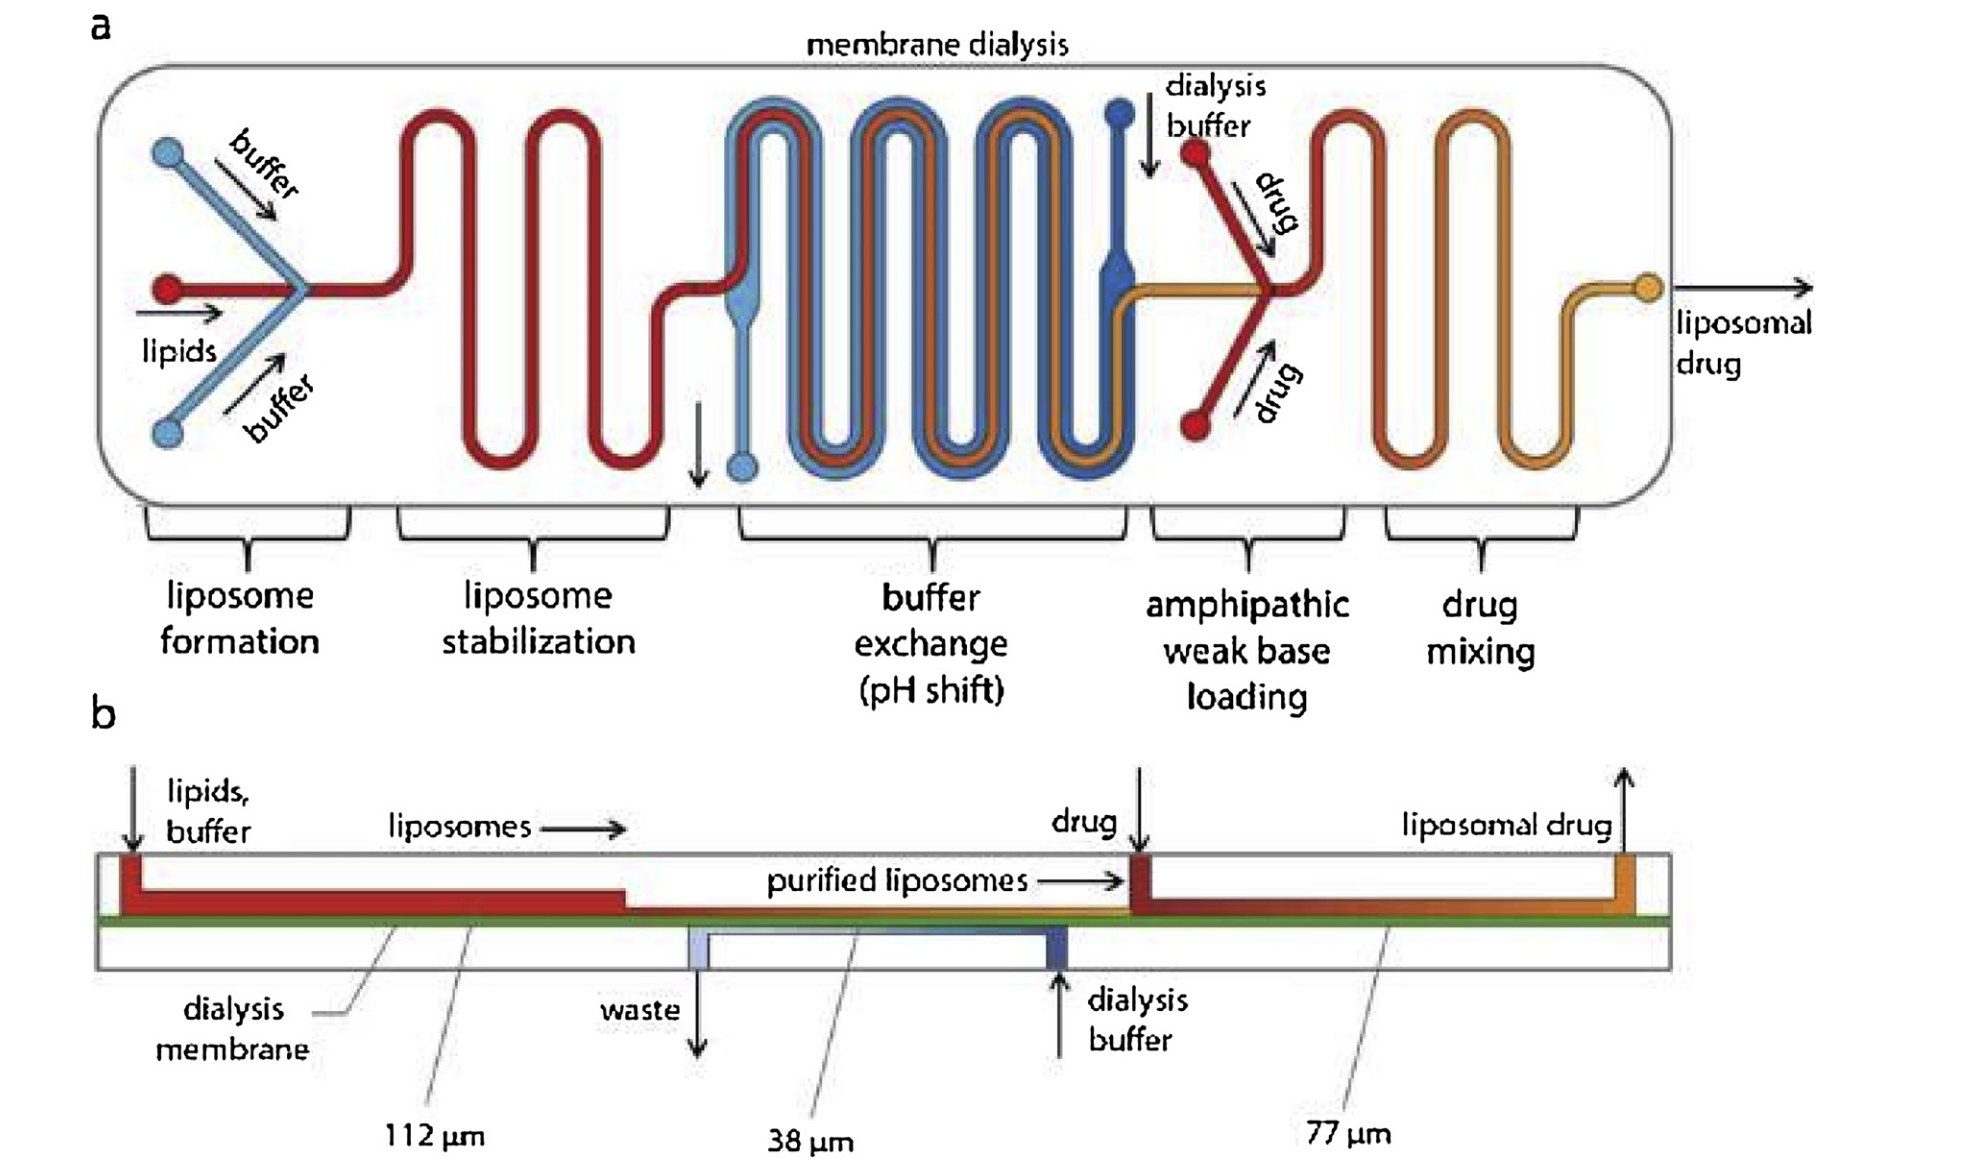 a
membrane dialysis
dialysis
buffer
buffer
lipids
buffer
drug
drug
liposomal
drug
liposome
formation
liposome
stabilization
buffer
exchange
(pH shift)
amphipathic
weak base
loading
drug
mixing
b
lipids,
buffer
liposomes
drug
liposomal drug
purified liposomes
dialysis
membrane
waste
dialysis
buffer
112 µm
38 µm
77 µm